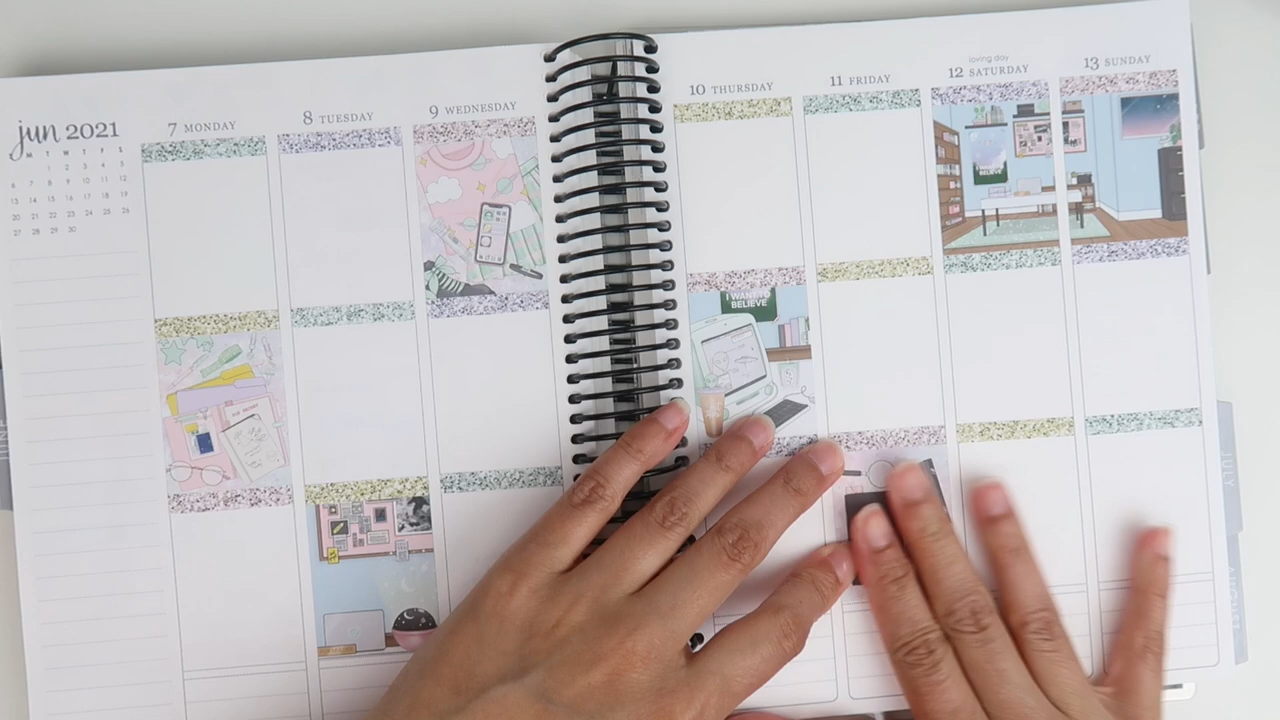 jun 2021
M T W T F S
1 2 3 4 5
6 7 8 9 10 11 12
13 14 15 16 17 18 19
20 21 22 23 24 25 26
27 28 29 30
7 MONDAY
8 TUESDAY
9 WEDNESDAY
10 THURSDAY
11 FRIDAY
loving day
12 SATURDAY
13 SUNDAY
I WANT TO
BELIEVE
BELIEVE
JULY
AUGUST